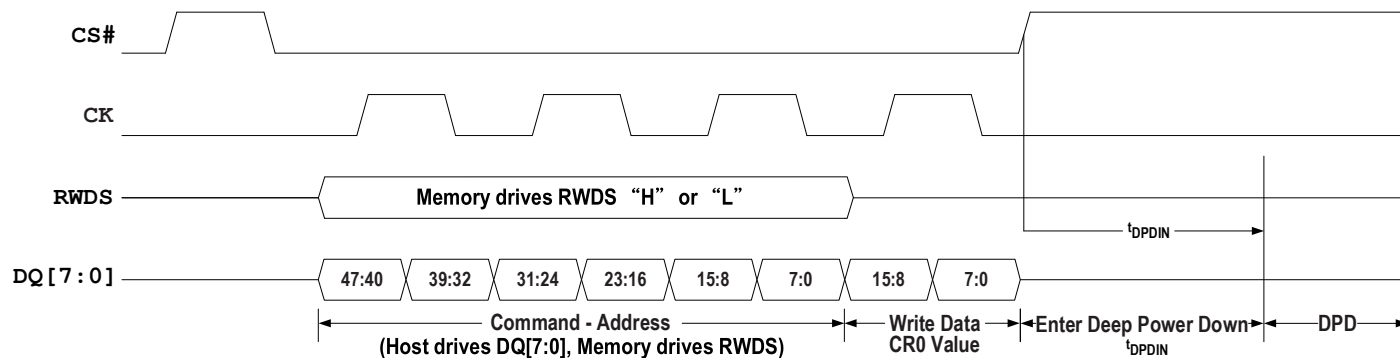 CS#
CK
RWDS
Memory drives RWDS “H” or “L”
tDPDIN
DQ[7:0]
47:40 39:32 31:24 23:16 15:8 7:0 15:8 7:0
Command - Address Write Data Enter Deep Power Down DPD
(Host drives DQ[7:0], Memory drives RWDS) CR0 Value tDPDIN